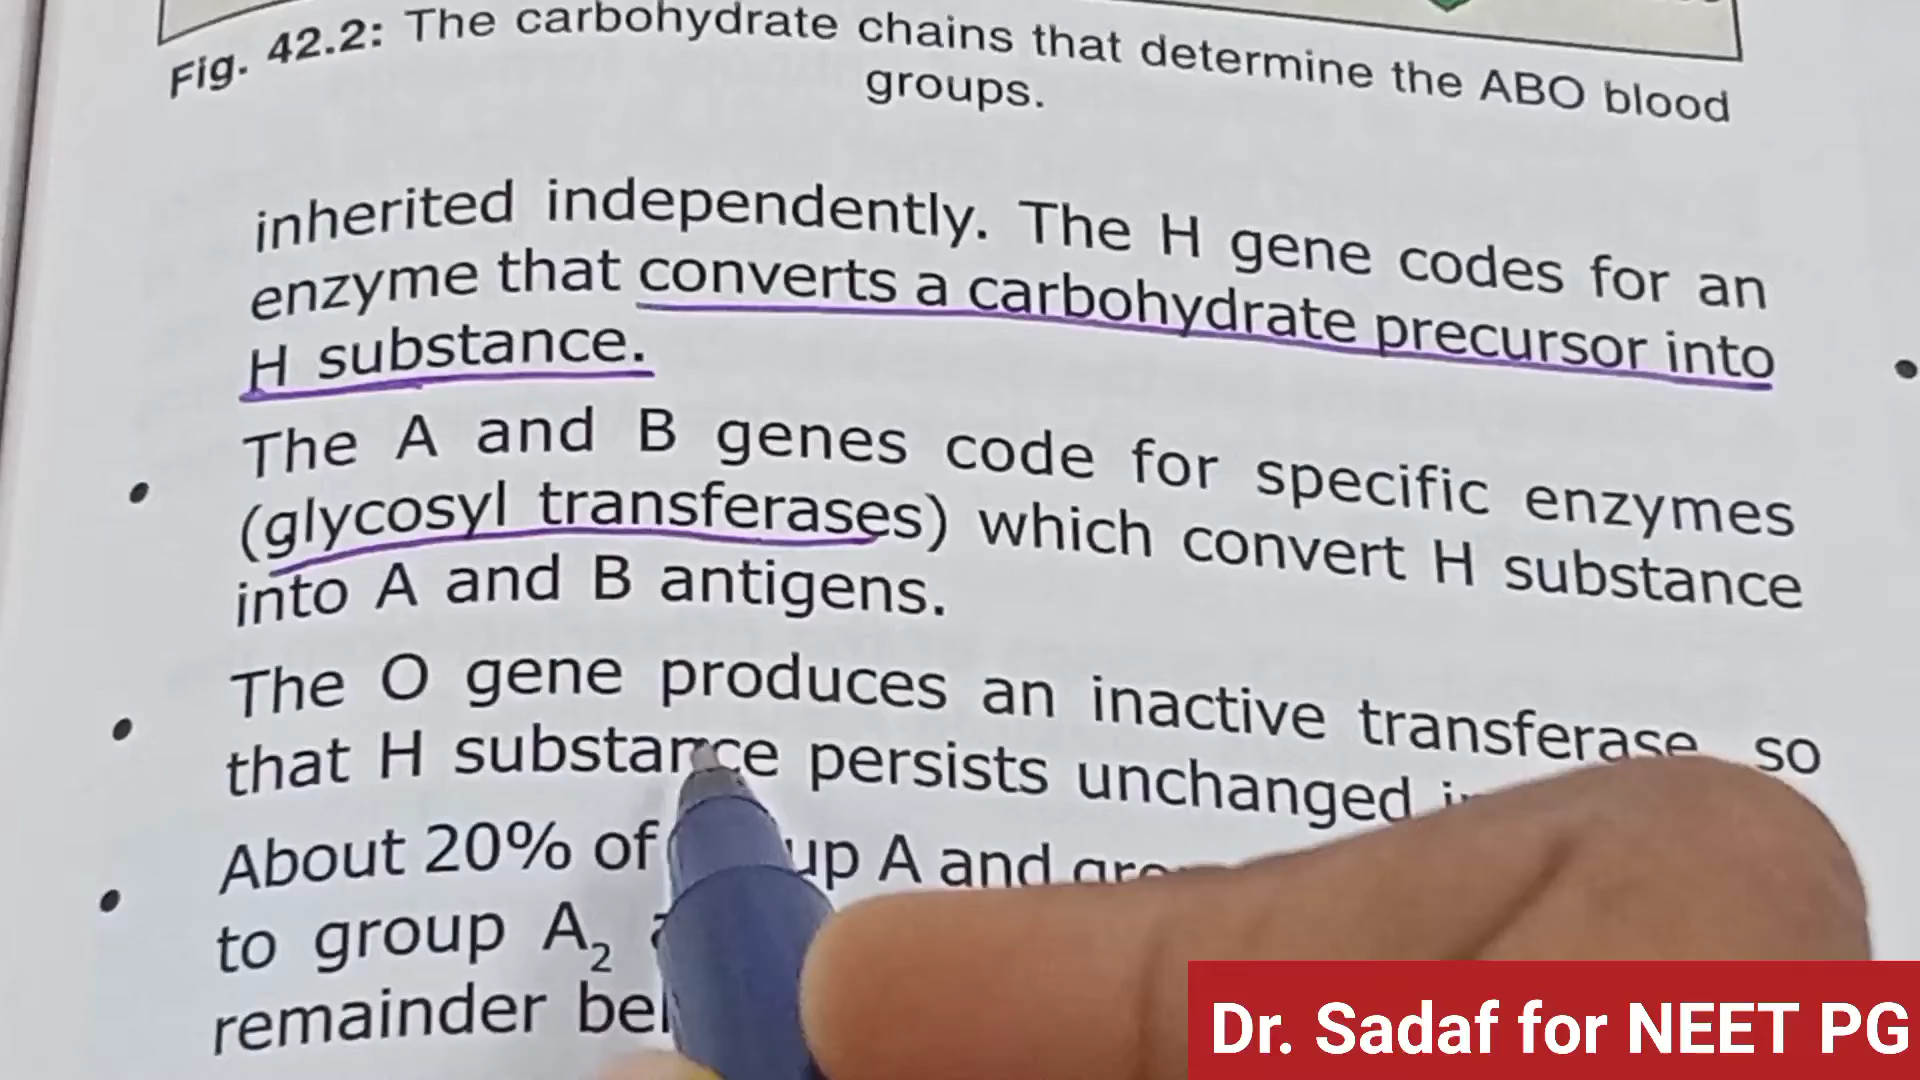 Fig. 42.2: The carbohydrate chains that determine the ABO blood
groups.
inherited independently. The H gene codes for an
enzyme that converts a carbohydrate precursor into
H substance.
• The A and B genes code for specific enzymes
(glycosyl transferases) which convert H substance
into A and B antigens.
• The O gene produces an inactive transferase, so
that H substance persists unchanged
• About 20% of A and
to group A₂
remainder
Dr. Sadaf for NEET PG